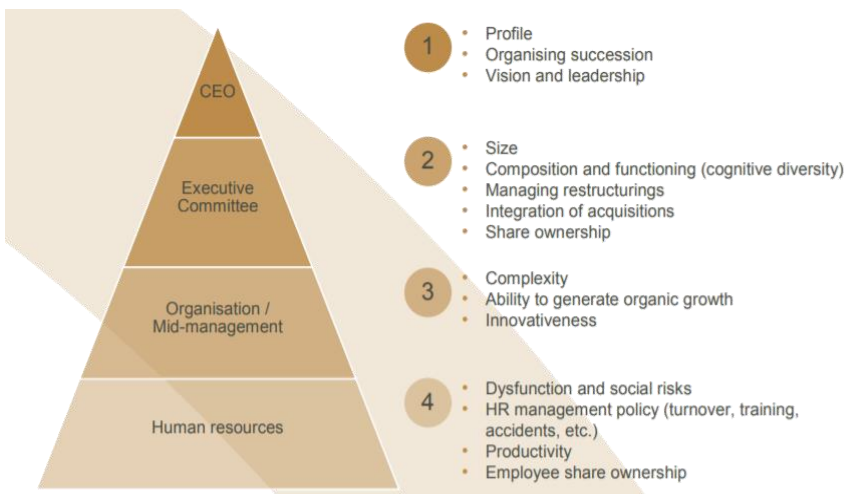 CEO
1
• Profile
• Organising succession
• Vision and leadership
Executive
Committee
2
• Size
• Composition and functioning (cognitive diversity)
• Managing restructurings
• Integration of acquisitions
• Share ownership
Organisation /
Mid-management
3
• Complexity
• Ability to generate organic growth
• Innovativeness
Human resources
4
• Dysfunction and social risks
• HR management policy (turnover, training,
accidents, etc.)
• Productivity
• Employee share ownership